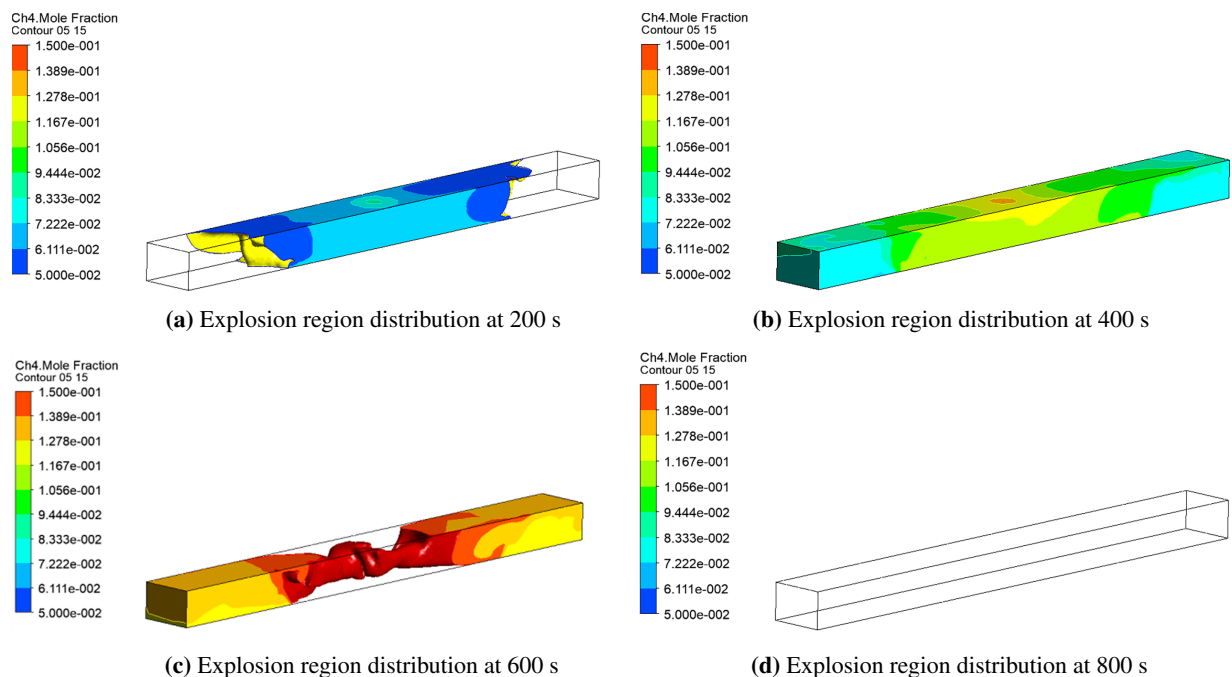 Ch4.Mole Fraction
Contour 05 15
1.500e-001
1.389e-001
1.278e-001
1.167e-001
1.056e-001
9.444e-002
8.333e-002
7.222e-002
6.111e-002
5.000e-002
(a) Explosion region distribution at 200 s
Ch4.Mole Fraction
Contour 05 15
1.500e-001
1.389e-001
1.278e-001
1.167e-001
1.056e-001
9.444e-002
8.333e-002
7.222e-002
6.111e-002
5.000e-002
(b) Explosion region distribution at 400 s
Ch4.Mole Fraction
Contour 05 15
1.500e-001
1.389e-001
1.278e-001
1.167e-001
1.056e-001
9.444e-002
8.333e-002
7.222e-002
6.111e-002
5.000e-002
(c) Explosion region distribution at 600 s
Ch4.Mole Fraction
Contour 05 15
1.500e-001
1.389e-001
1.278e-001
1.167e-001
1.056e-001
9.444e-002
8.333e-002
7.222e-002
6.111e-002
5.000e-002
(d) Explosion region distribution at 800 s